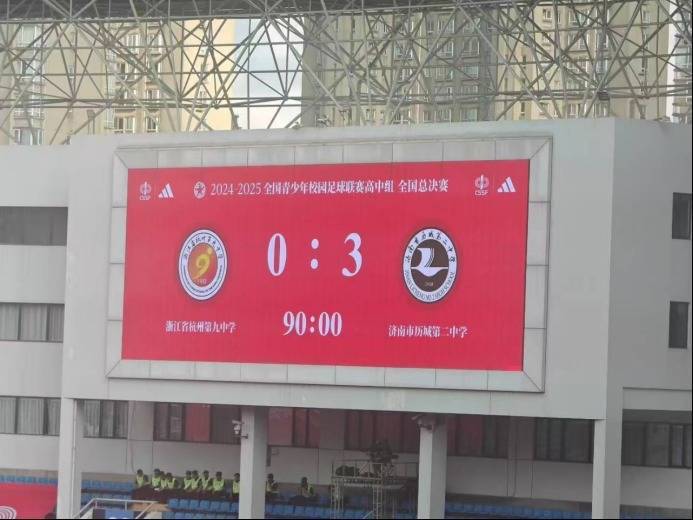 CSSF
2024-2025 全国青少年校园足球联赛高中组 全国总决赛
CSSF
0 : 3
9
浙江省杭州第九中学
90:00
济南市历城第二中学